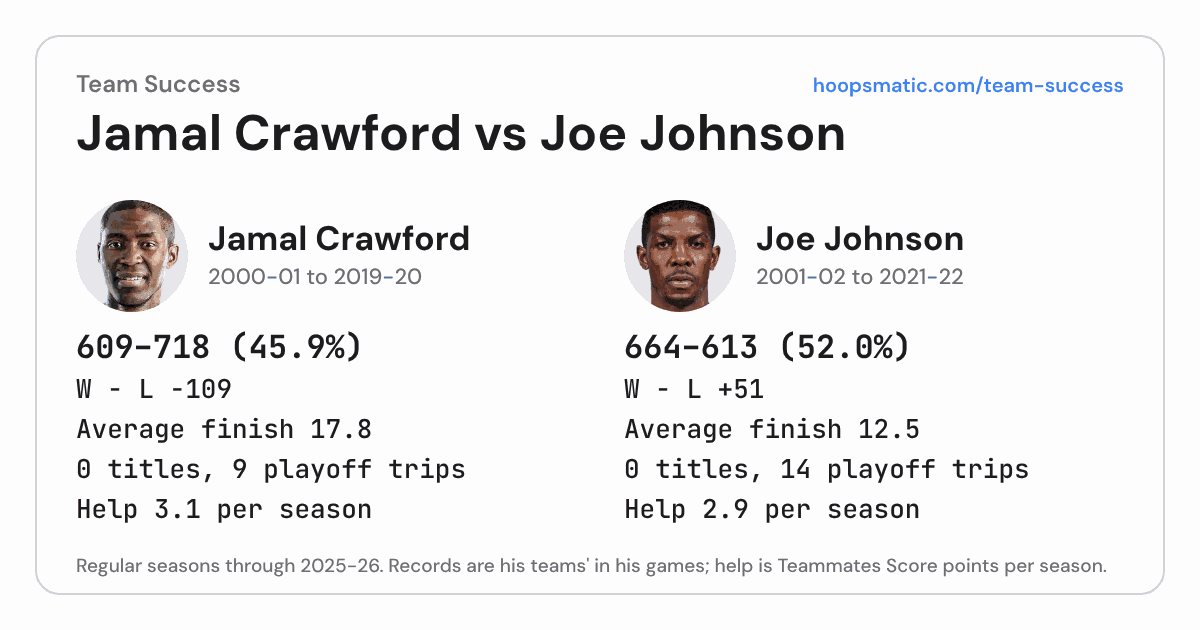 Team Success
hoopsmatic.com/team-success
Jamal Crawford vs Joe Johnson
Jamal Crawford
2000-01 to 2019-20
609-718 (45.9%)
W - L -109
Average finish 17.8
0 titles, 9 playoff trips
Help 3.1 per season
Joe Johnson
2001-02 to 2021-22
664-613 (52.0%)
W - L +51
Average finish 12.5
0 titles, 14 playoff trips
Help 2.9 per season
Regular seasons through 2025-26. Records are his teams' in his games; help is Teammates Score points per season.